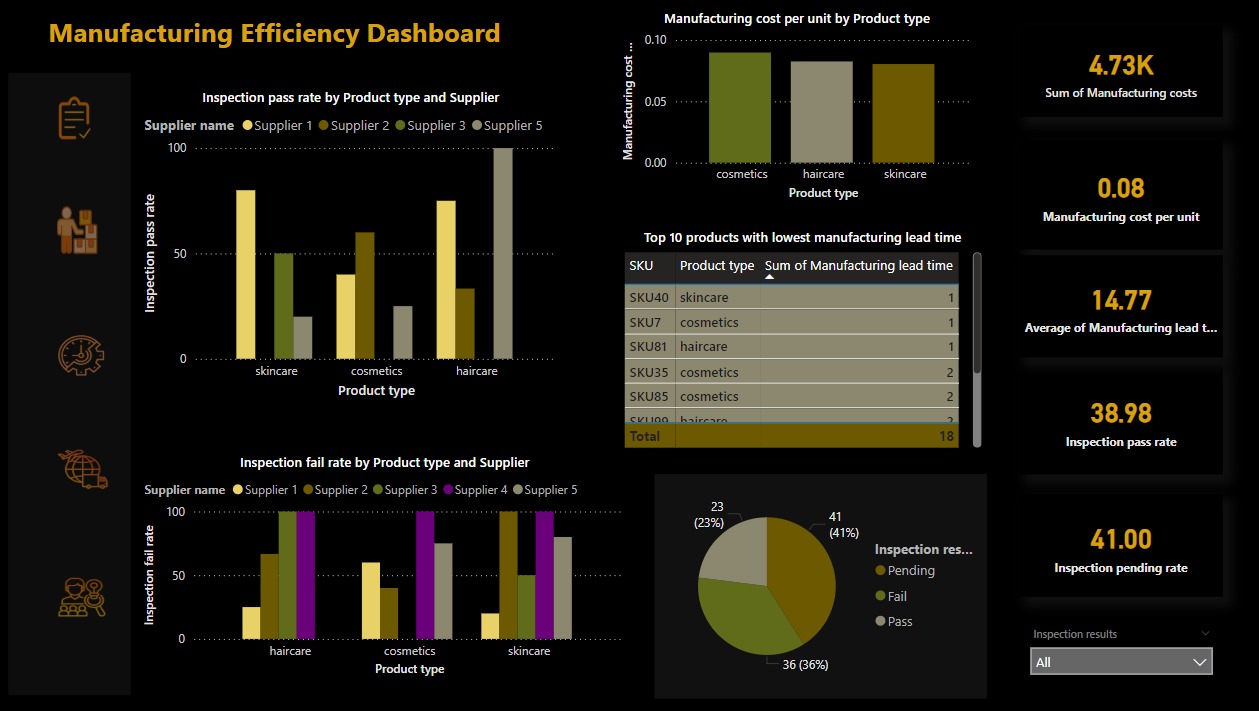 Manufacturing Efficiency Dashboard
Inspection pass rate by Product type and Supplier
Supplier name Supplier 1 Supplier 2 Supplier 3 Supplier 5
Inspection pass rate
100
50
0
skincare cosmetics haircare
Product type
Inspection fail rate by Product type and Supplier
Supplier name Supplier 1 Supplier 2 Supplier 3 Supplier 4 Supplier 5
Inspection fail rate
100
50
0
haircare cosmetics skincare
Product type
Manufacturing cost per unit by Product type
Manufacturing cost ...
0.10
0.05
0.00
cosmetics haircare skincare
Product type
Top 10 products with lowest manufacturing lead time
SKU Product type Sum of Manufacturing lead time
SKU40 skincare 1
SKU7 cosmetics 1
SKU81 haircare 1
SKU35 cosmetics 2
SKU85 cosmetics 2
SKU99 haircare 2
Total 18
23
(23%)
41
(41%)
36 (36%)
Inspection res...
Pending
Fail
Pass
4.73K
Sum of Manufacturing costs
0.08
Manufacturing cost per unit
14.77
Average of Manufacturing lead t...
38.98
Inspection pass rate
41.00
Inspection pending rate
Inspection results
All